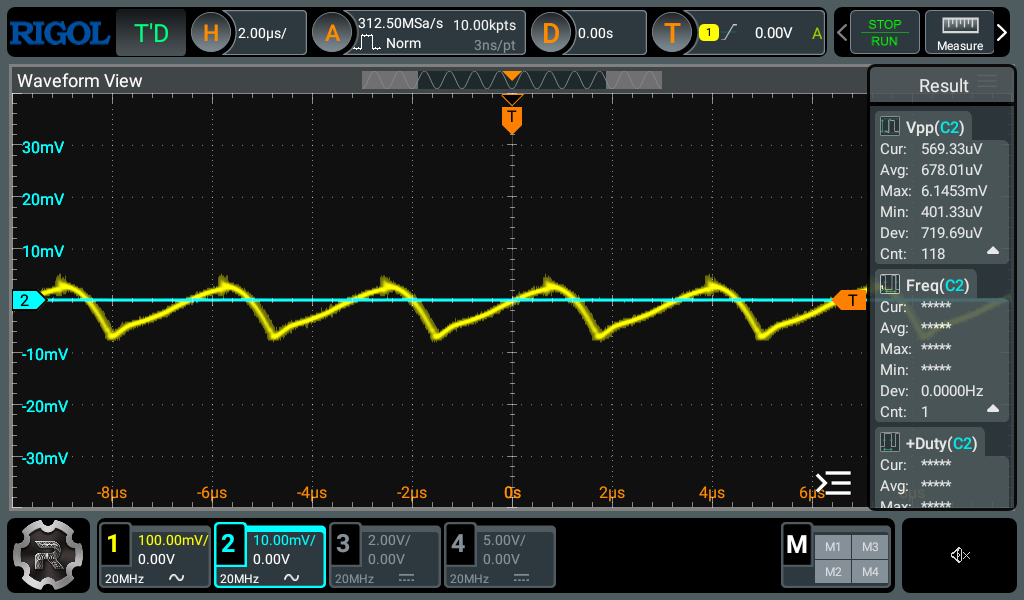 RIGOL T'D H 2.00µs/ A 312.50MSa/s 10.00kpts D 0.00s T 1 0.00V A STOP
Norm 3ns/pt RUN Measure
Waveform View
Result
T
Vpp(C2)
Cur: 569.33uV
Avg: 678.01uV
Max: 6.1453mV
Min: 401.33uV
Dev: 719.69uV
Cnt: 118
Freq(C2)
Cur: *****
Avg: *****
Max: *****
Min: *****
Dev: 0.0000Hz
Cnt: 1
+Duty(C2)
Cur: *****
Avg: *****
Max: *****
30mV
20mV
10mV
2 T
-10mV
-20mV
-30mV
-8µs -6µs -4µs -2µs 0s 2µs 4µs 6µs
1 100.00mV/ 0.00V 20MHz
2 10.00mV/ 0.00V 20MHz
3 2.00V/ 0.00V 20MHz
4 5.00V/ 0.00V 20MHz
M M1 M3
M2 M4